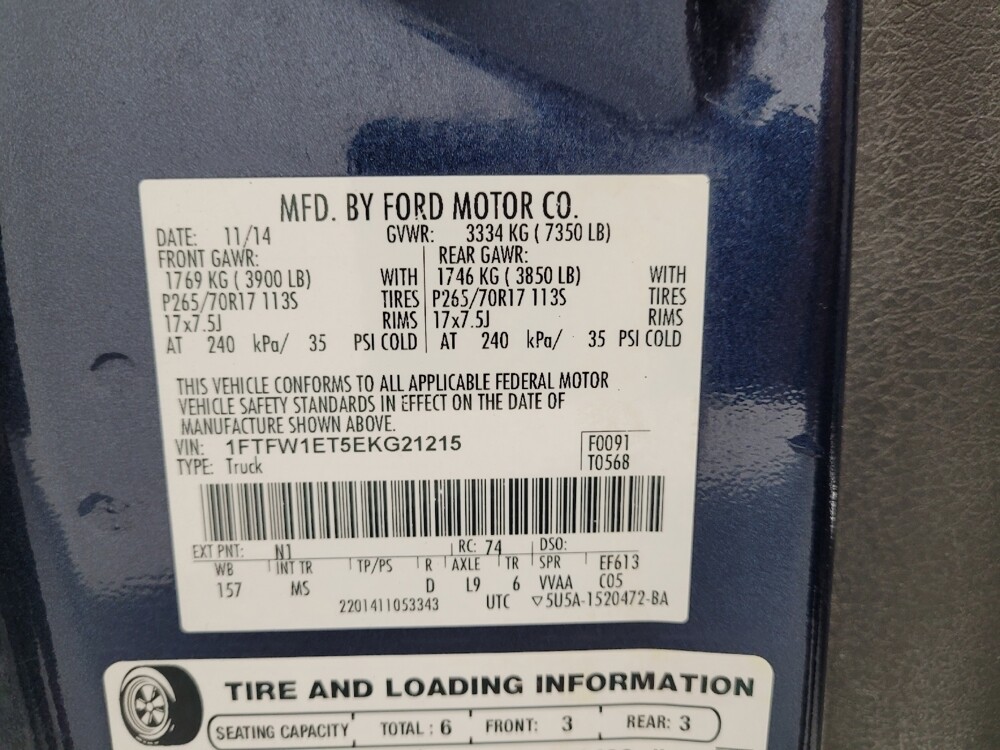 MFD. BY FORD MOTOR CO.
DATE: 11/14 GVWR: 3334 KG ( 7350 LB)
FRONT GAWR: REAR GAWR:
1769 KG ( 3900 LB) WITH 1746 KG ( 3850 LB) WITH
P265/70R17 113S TIRES P265/70R17 113S TIRES
17x7.5J RIMS 17x7.5J RIMS
AT 240 kPa/ 35 PSI COLD AT 240 kPa/ 35 PSI COLD
THIS VEHICLE CONFORMS TO ALL APPLICABLE FEDERAL MOTOR
VEHICLE SAFETY STANDARDS IN EFFECT ON THE DATE OF
MANUFACTURE SHOWN ABOVE.
VIN: 1FTFW1ET5EKG21215 F0091
TYPE: Truck T0568
EXT PNT: N1 RC: 74 DSO:
WB INT TR TP/PS R AXLE TR SPR EF613
157 MS D L9 6 VVAA C05
2201411053343 UTC ▽5U5A-1520472-BA
TIRE AND LOADING INFORMATION
SEATING CAPACITY TOTAL : 6 FRONT: 3 REAR: 3